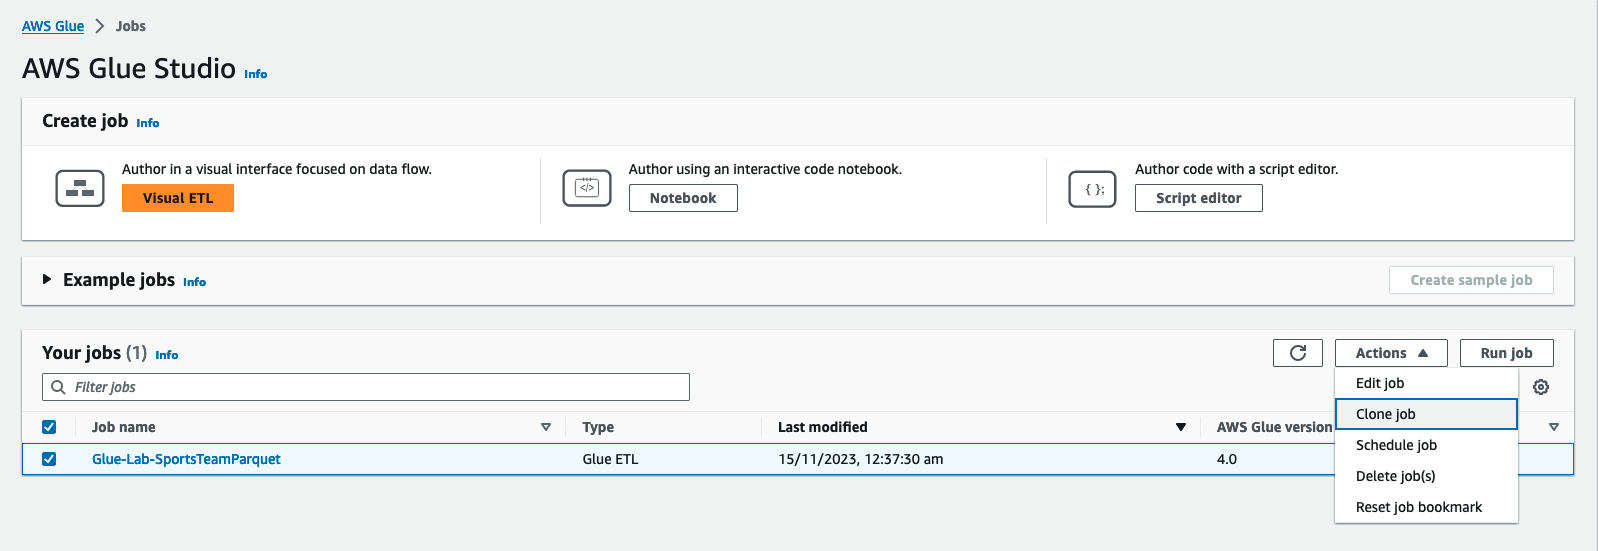 AWS Glue > Jobs
AWS Glue Studio Info
Create job Info
Author in a visual interface focused on data flow.
Visual ETL
</>
Author using an interactive code notebook.
Notebook
{ };
Author code with a script editor.
Script editor
Example jobs Info
Create sample job
Your jobs (1) Info
Actions
Run job
Filter jobs
Edit job
Clone job
Schedule job
Delete job(s)
Reset job bookmark
Job name Type Last modified AWS Glue version
Glue-Lab-SportsTeamParquet Glue ETL 15/11/2023, 12:37:30 am 4.0